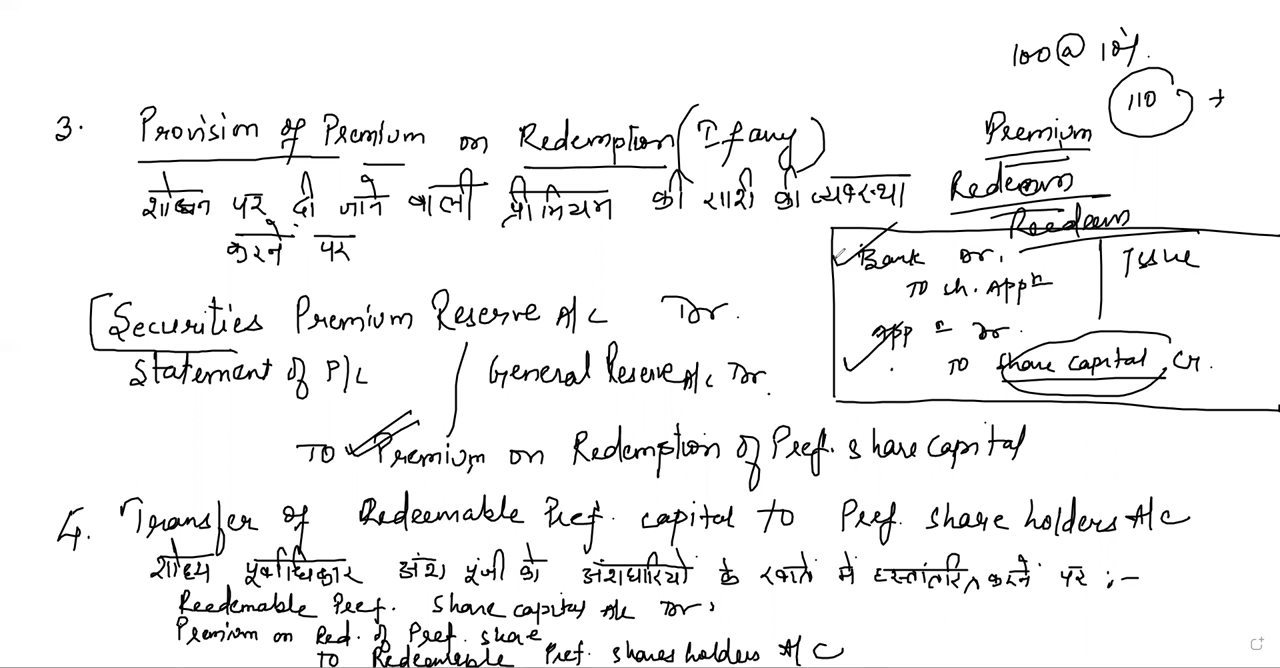 100 @ 10%.
110 +
3. Provision of Premium on Redemption (If any)
Premium
शोधन पर दी जाने वाली प्रीमियम की राशी की व्यवस्था
Redeem
करने पर
Reedeem
Bank Dr. Issue
To sh. Appn
Securities Premium Reserve A/c Dr.
appn Dr.
Statement of P/L General Reserve A/c Dr.
To share capital Cr.
To Premium on Redemption of Pref. share capital
4. Transfer of Redeemable Pref. capital to Pref. share holders A/c
शोध्य पूर्वाधिकार अंश पूंजी को अंशधारियो के खाते मे हस्तांतरित करने पर :-
Reedemable Pref. share capital A/c Dr.
Premium on Red. of Pref. share
To Redeemable Pref. shares holders A/c